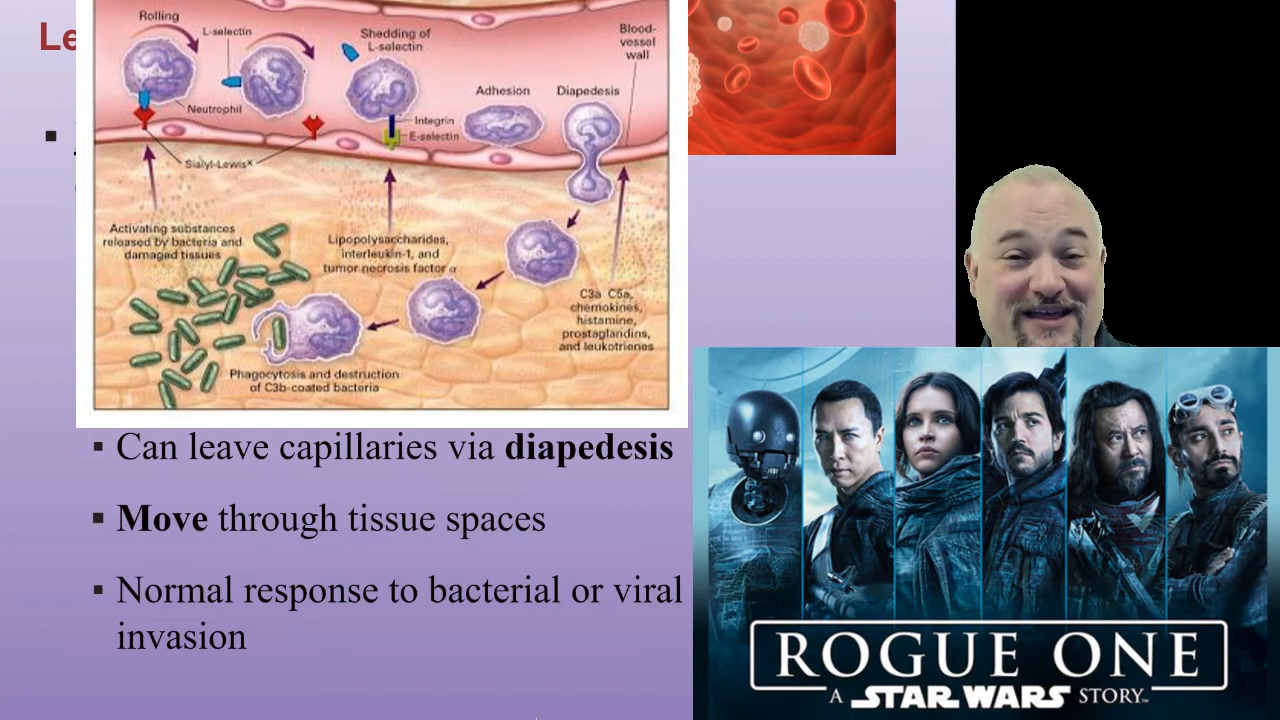 Le
Rolling
L-selectin
Shedding of
L-selectin
Blood-
vessel
wall
Neutrophil
Adhesion
Diapedesis
Integrin
E-selectin
Sialyl-Lewisˣ
Activating substances
released by bacteria and
damaged tissues
Lipopolysaccharides,
interleukin-1, and
tumor necrosis factor α
C3a C5a,
chemokines,
histamine,
prostaglandins,
and leukotrienes
Phagocytosis and destruction
of C3b-coated bacteria
▪ Can leave capillaries via diapedesis
▪ Move through tissue spaces
▪ Normal response to bacterial or viral
invasion
ROGUE ONE
A STAR WARS STORY™